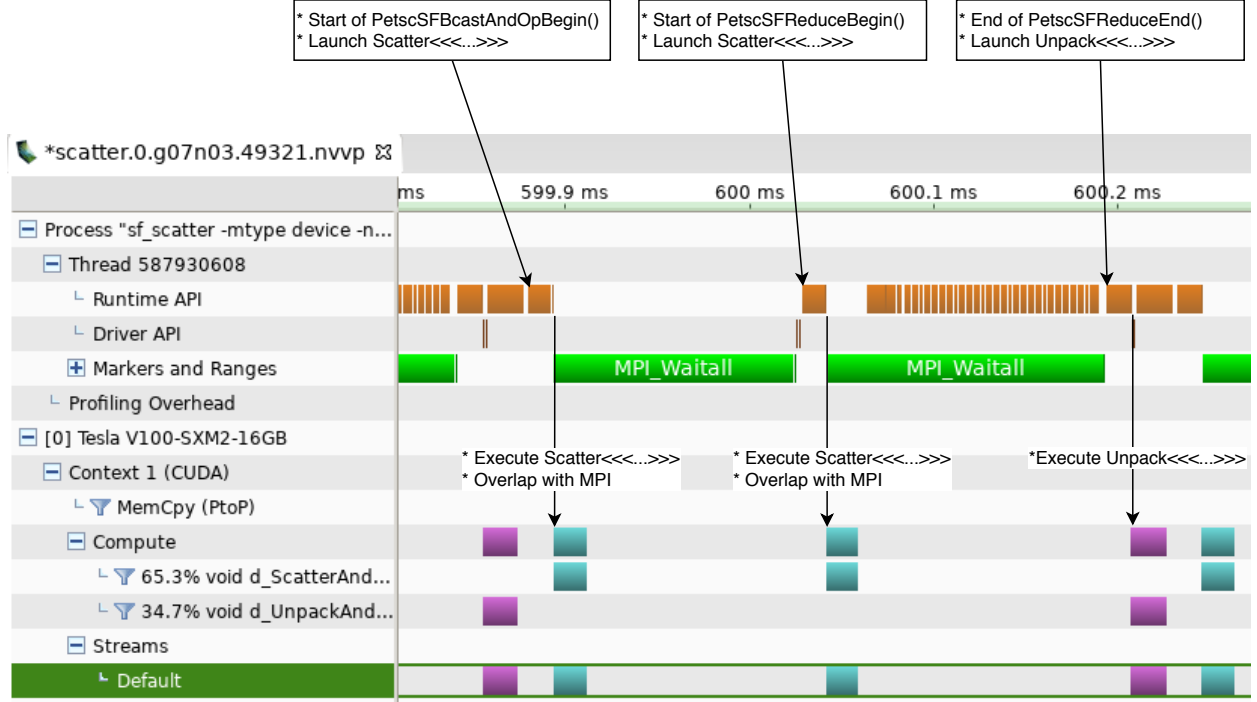 * Start of PetscSFBcastAndOpBegin()
* Launch Scatter<<<...>>>
* Start of PetscSFReduceBegin()
* Launch Scatter<<<...>>>
* End of PetscSFReduceEnd()
* Launch Unpack<<<...>>>
*scatter.0.g07n03.49321.nvvp
ms 599.9 ms 600 ms 600.1 ms 600.2 ms
Process "sf_scatter -mtype device -n...
Thread 587930608
Runtime API
Driver API
Markers and Ranges MPI_Waitall MPI_Waitall
Profiling Overhead
[0] Tesla V100-SXM2-16GB
* Execute Scatter<<<...>>>
* Overlap with MPI
* Execute Scatter<<<...>>>
* Overlap with MPI
*Execute Unpack<<<...>>>
Context 1 (CUDA)
MemCpy (PtoP)
Compute
65.3% void d_ScatterAnd...
34.7% void d_UnpackAnd...
Streams
Default